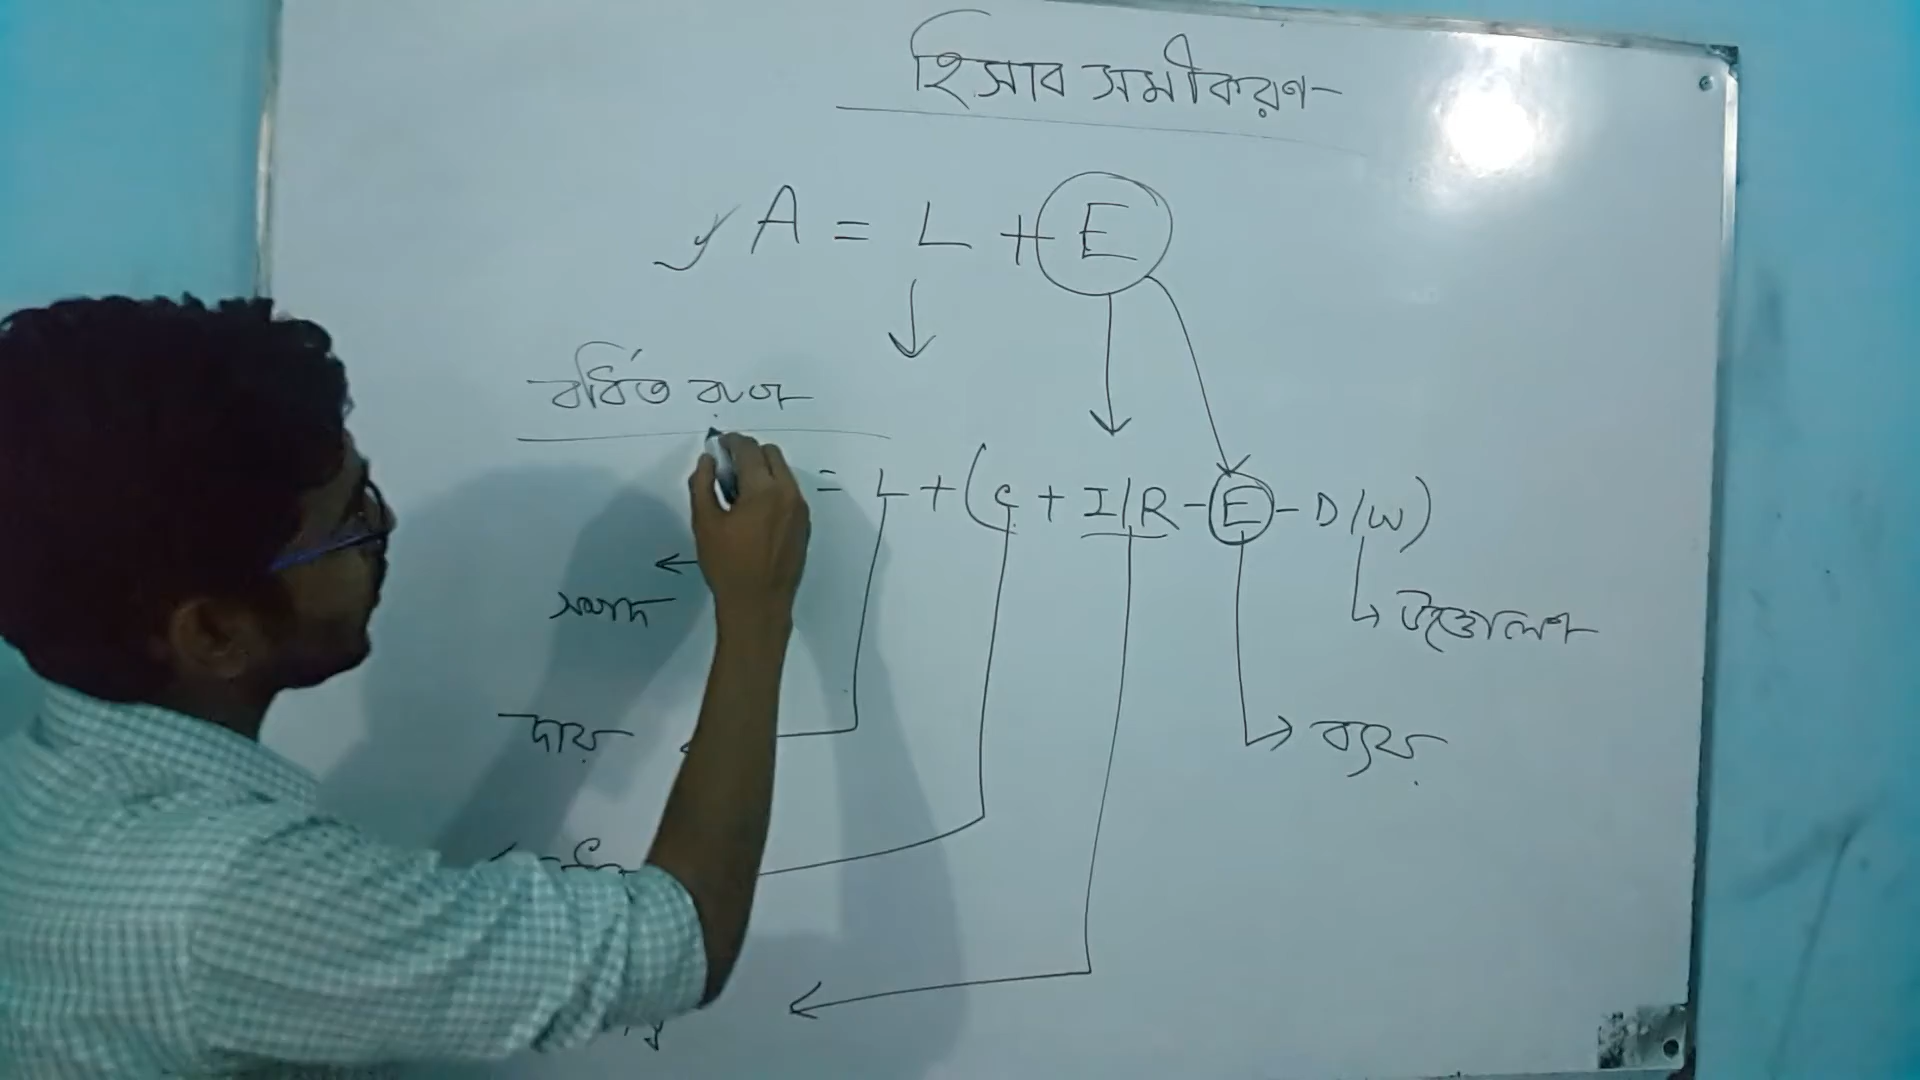 হিসাব সমীকরণ
A = L + E
বর্ধিত রূপ
= L + (C + I/R - E - D/W)
সম্পদ
উত্তোলন
দায়
ব্যয়